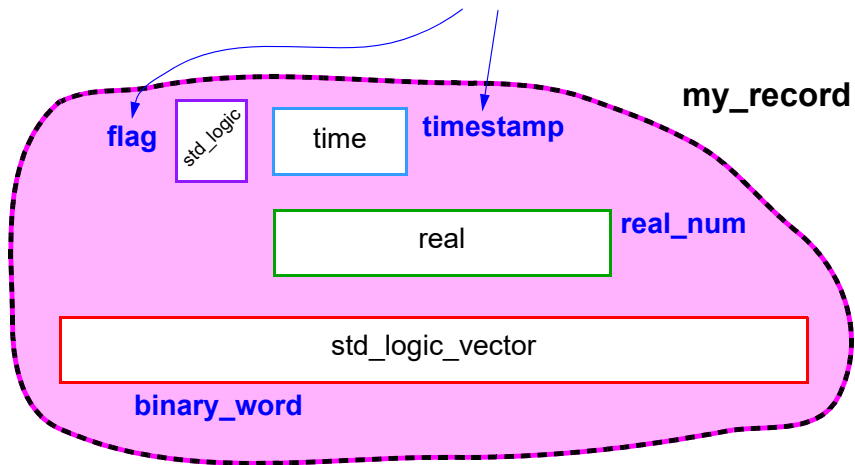 my_record
flag
std_logic
time
timestamp
real
real_num
std_logic_vector
binary_word